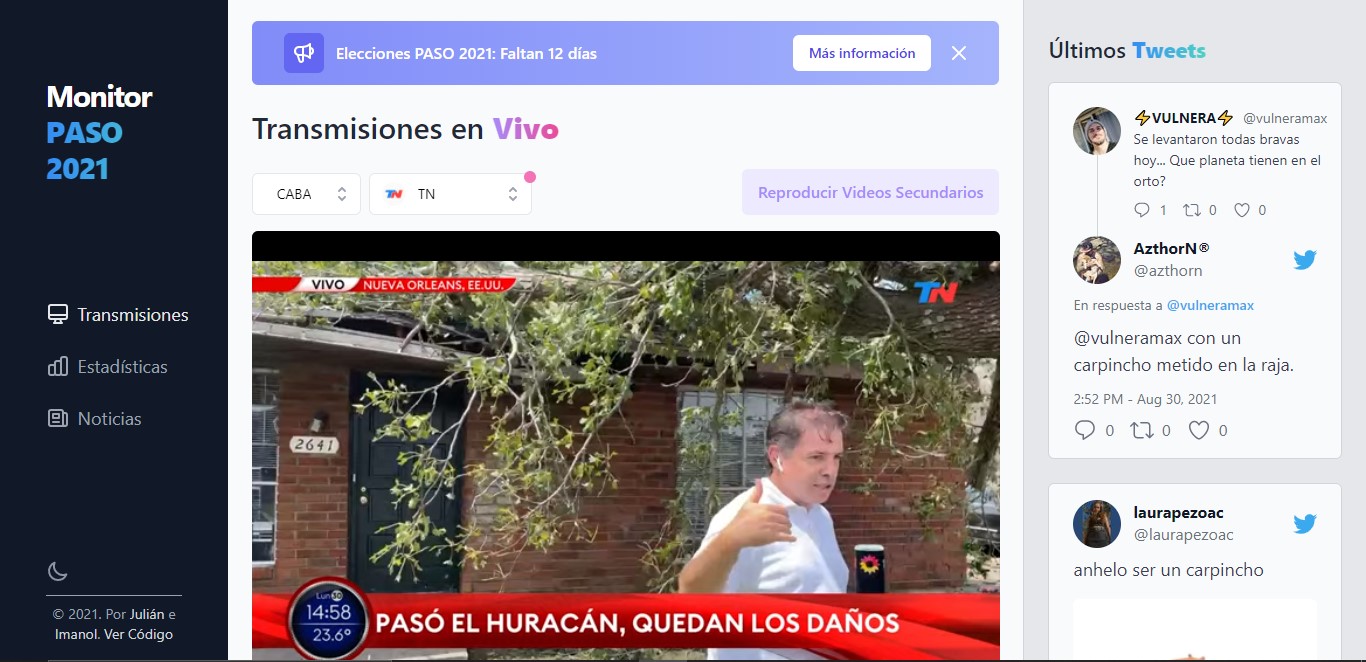 Monitor
PASO
2021
Transmisiones
Estadísticas
Noticias
© 2021. Por Julián e
Imanol. Ver Código
Elecciones PASO 2021: Faltan 12 días
Más información
Transmisiones en Vivo
CABA
TN
TN
Reproducir Videos Secundarios
VIVO
NUEVA ORLEANS, EE.UU.
TN
2641
Lun 30
14:58
23.6°
PASÓ EL HURACÁN, QUEDAN LOS DAÑOS
Últimos Tweets
⚡VULNERA⚡ @vulneramax
Se levantaron todas bravas
hoy... Que planeta tienen en el
orto?
1 0 0
AzthorN®
@azthorn
En respuesta a @vulneramax
@vulneramax con un
carpincho metido en la raja.
2:52 PM - Aug 30, 2021
0 0 0
laurapezoac
@laurapezoac
anhelo ser un carpincho